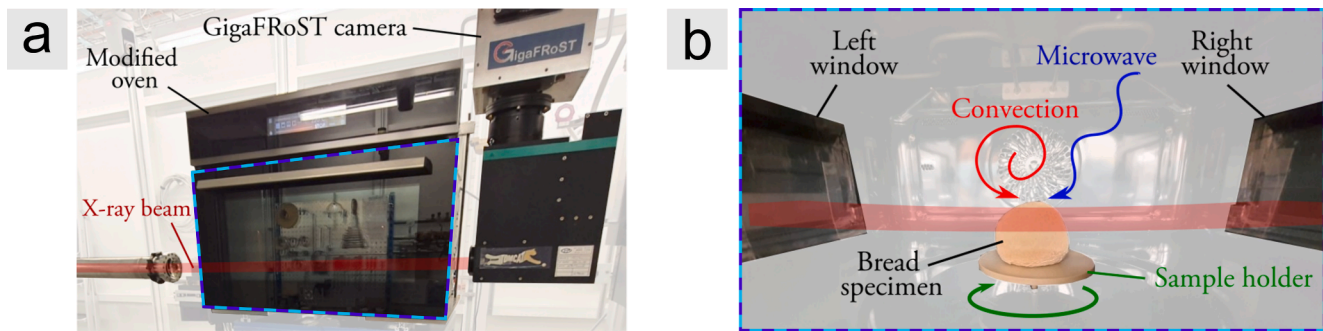 a
GigaFRoST camera
Modified
oven
GigaFRoST
X-ray beam
b
Left
window
Microwave
Right
window
Convection
Bread
specimen
Sample holder